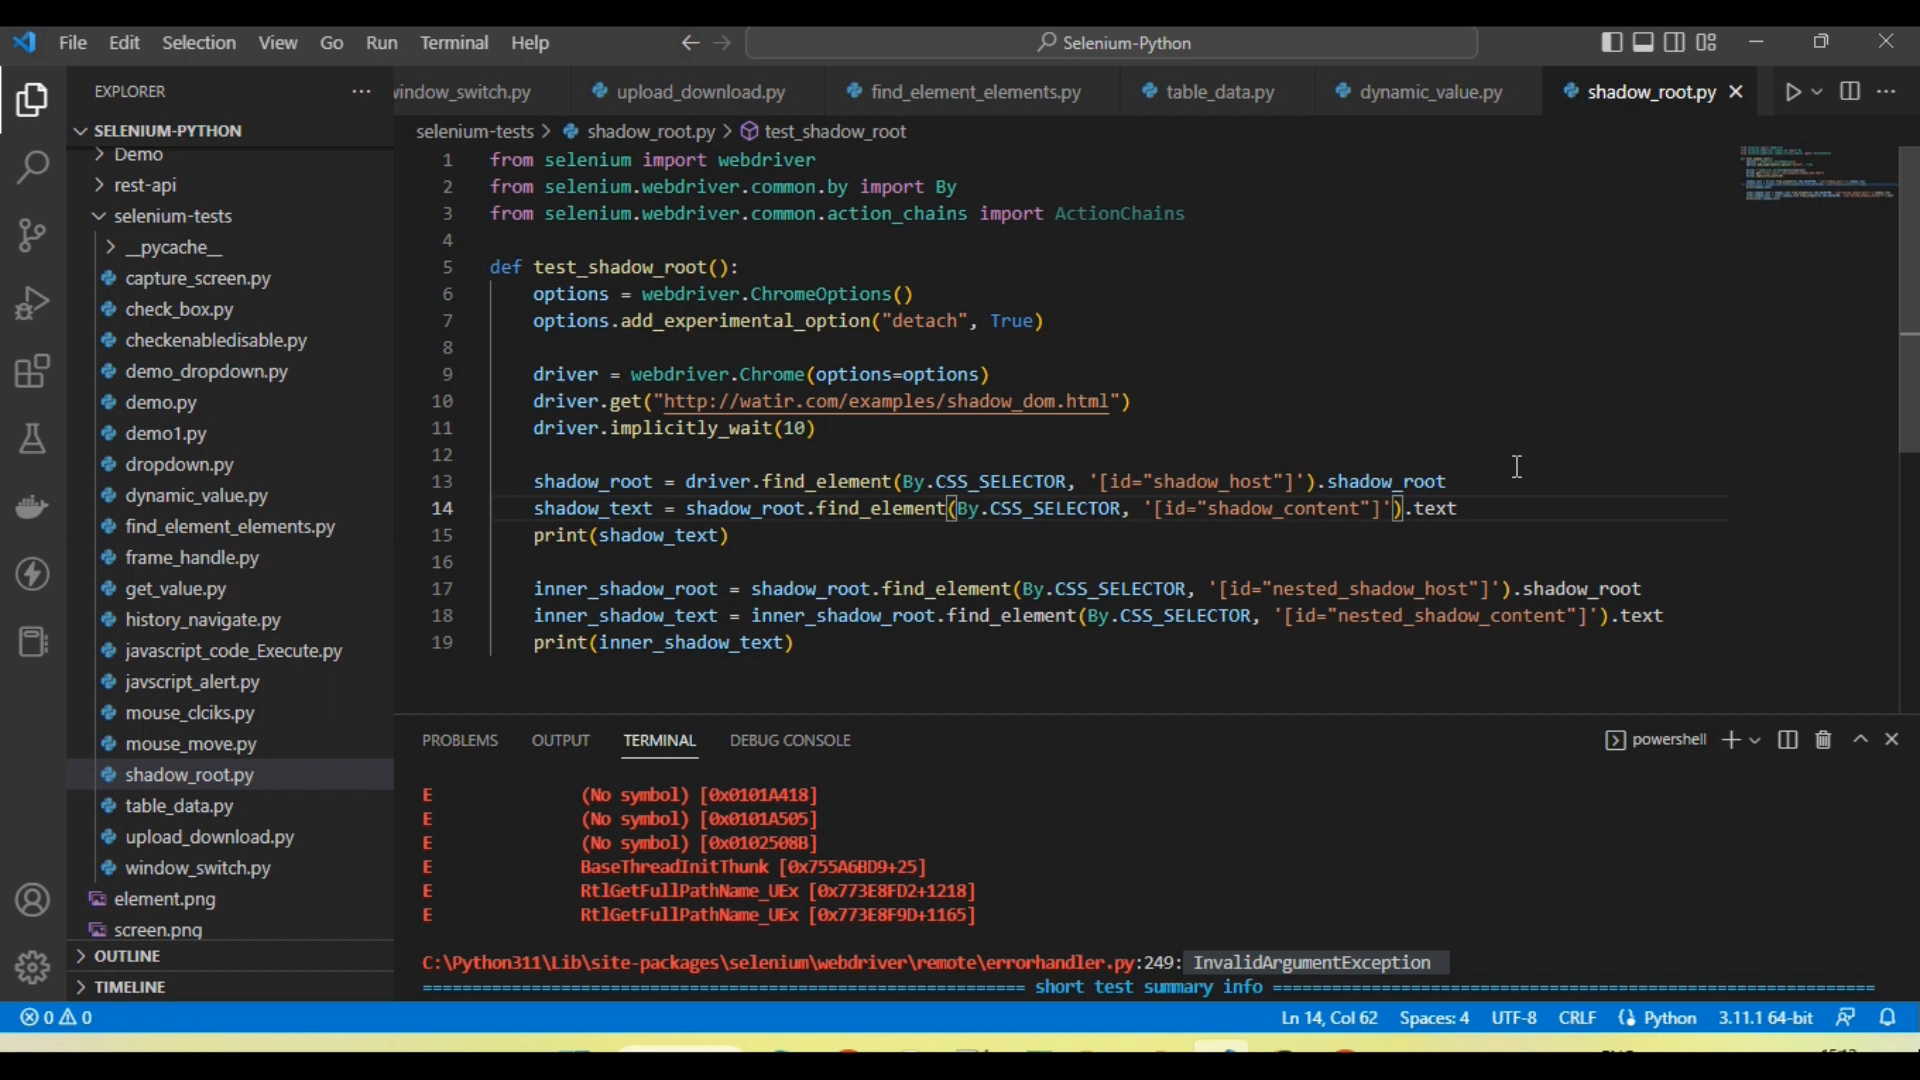 File Edit Selection View Go Run Terminal Help
Selenium-Python
EXPLORER
SELENIUM-PYTHON
Demo
rest-api
selenium-tests
__pycache__
capture_screen.py
check_box.py
checkenabledisable.py
demo_dropdown.py
demo.py
demo1.py
dropdown.py
dynamic_value.py
find_element_elements.py
frame_handle.py
get_value.py
history_navigate.py
javascript_code_Execute.py
javscript_alert.py
mouse_clciks.py
mouse_move.py
shadow_root.py
table_data.py
upload_download.py
window_switch.py
element.png
screen.png
OUTLINE
TIMELINE
window_switch.py upload_download.py find_element_elements.py table_data.py dynamic_value.py shadow_root.py
selenium-tests > shadow_root.py > test_shadow_root
1 from selenium import webdriver
2 from selenium.webdriver.common.by import By
3 from selenium.webdriver.common.action_chains import ActionChains
4
5 def test_shadow_root():
6 options = webdriver.ChromeOptions()
7 options.add_experimental_option("detach", True)
8
9 driver = webdriver.Chrome(options=options)
10 driver.get("http://watir.com/examples/shadow_dom.html")
11 driver.implicitly_wait(10)
12
13 shadow_root = driver.find_element(By.CSS_SELECTOR, '[id="shadow_host"]').shadow_root
14 shadow_text = shadow_root.find_element(By.CSS_SELECTOR, '[id="shadow_content"]').text
15 print(shadow_text)
16
17 inner_shadow_root = shadow_root.find_element(By.CSS_SELECTOR, '[id="nested_shadow_host"]').shadow_root
18 inner_shadow_text = inner_shadow_root.find_element(By.CSS_SELECTOR, '[id="nested_shadow_content"]').text
19 print(inner_shadow_text)
PROBLEMS OUTPUT TERMINAL DEBUG CONSOLE
powershell
E (No symbol) [0x0101A418]
E (No symbol) [0x0101A505]
E (No symbol) [0x0102508B]
E BaseThreadInitThunk [0x755A6BD9+25]
E RtlGetFullPathName_UEx [0x773E8FD2+1218]
E RtlGetFullPathName_UEx [0x773E8F9D+1165]
C:\Python311\Lib\site-packages\selenium\webdriver\remote\errorhandler.py:249: InvalidArgumentException
short test summary info
0 0 Ln 14, Col 62 Spaces: 4 UTF-8 CRLF Python 3.11.1 64-bit